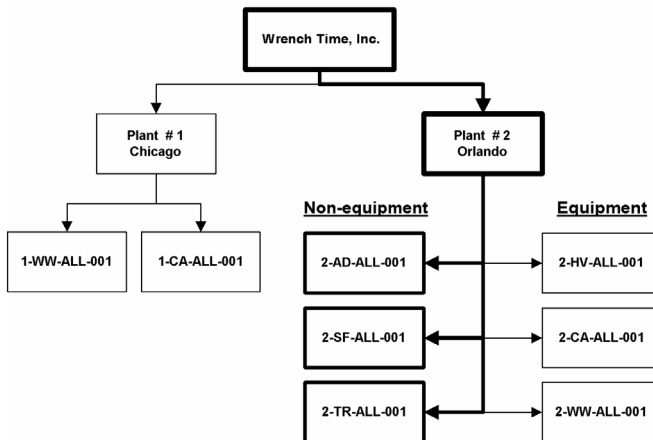 Wrench Time, Inc.
Plant # 1
Chicago
Plant # 2
Orlando
Non-equipment
Equipment
1-WW-ALL-001
1-CA-ALL-001
2-AD-ALL-001
2-HV-ALL-001
2-SF-ALL-001
2-CA-ALL-001
2-TR-ALL-001
2-WW-ALL-001